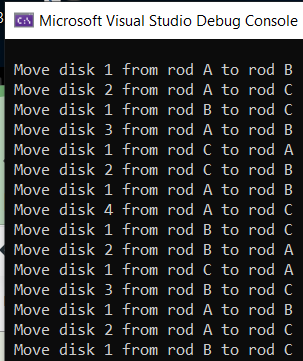 Microsoft Visual Studio Debug Console
Move disk 1 from rod A to rod B
Move disk 2 from rod A to rod C
Move disk 1 from rod B to rod C
Move disk 3 from rod A to rod B
Move disk 1 from rod C to rod A
Move disk 2 from rod C to rod B
Move disk 1 from rod A to rod B
Move disk 4 from rod A to rod C
Move disk 1 from rod B to rod C
Move disk 2 from rod B to rod A
Move disk 1 from rod C to rod A
Move disk 3 from rod B to rod C
Move disk 1 from rod A to rod B
Move disk 2 from rod A to rod C
Move disk 1 from rod B to rod C